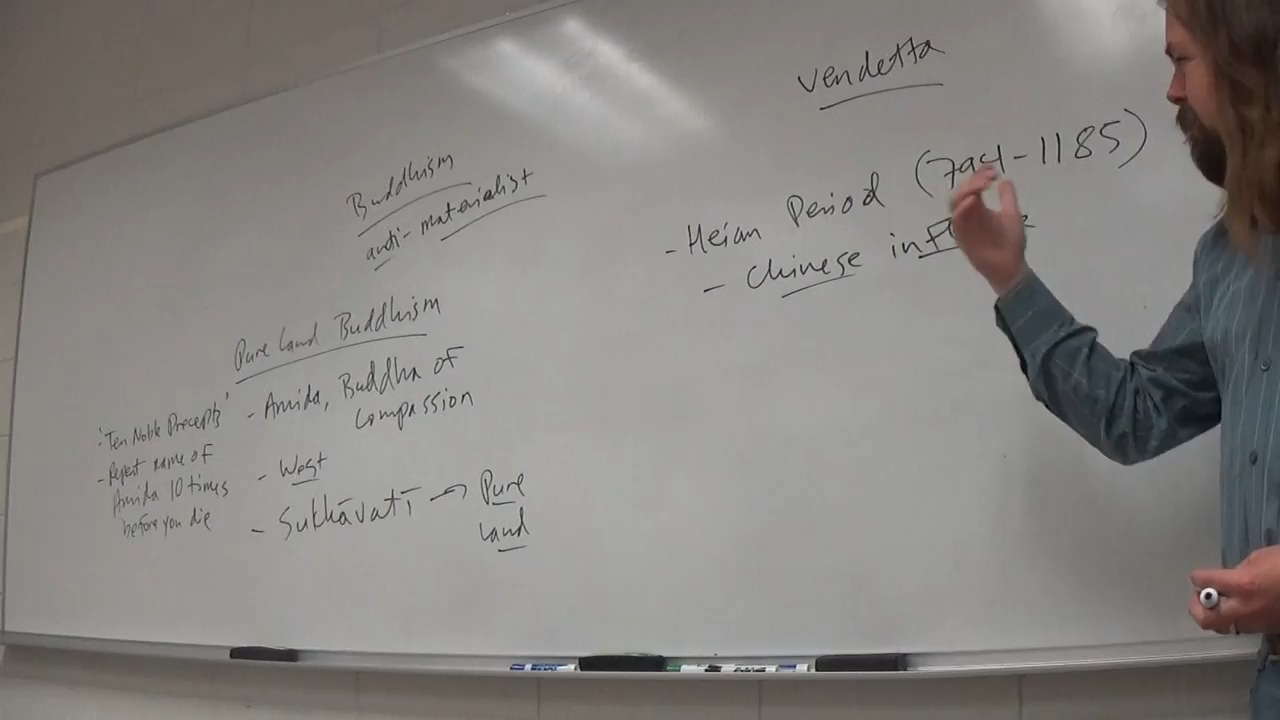 Buddhism
anti-materialist
Pure Land Buddhism
- Amida, Buddha of
Compassion
- West
- Sukhāvatī → Pure
Land
"Ten Noble Precepts"
- Repeat name of
Amida 10 times
before you die
Vendetta
- Heian Period (794-1185)
- Chinese